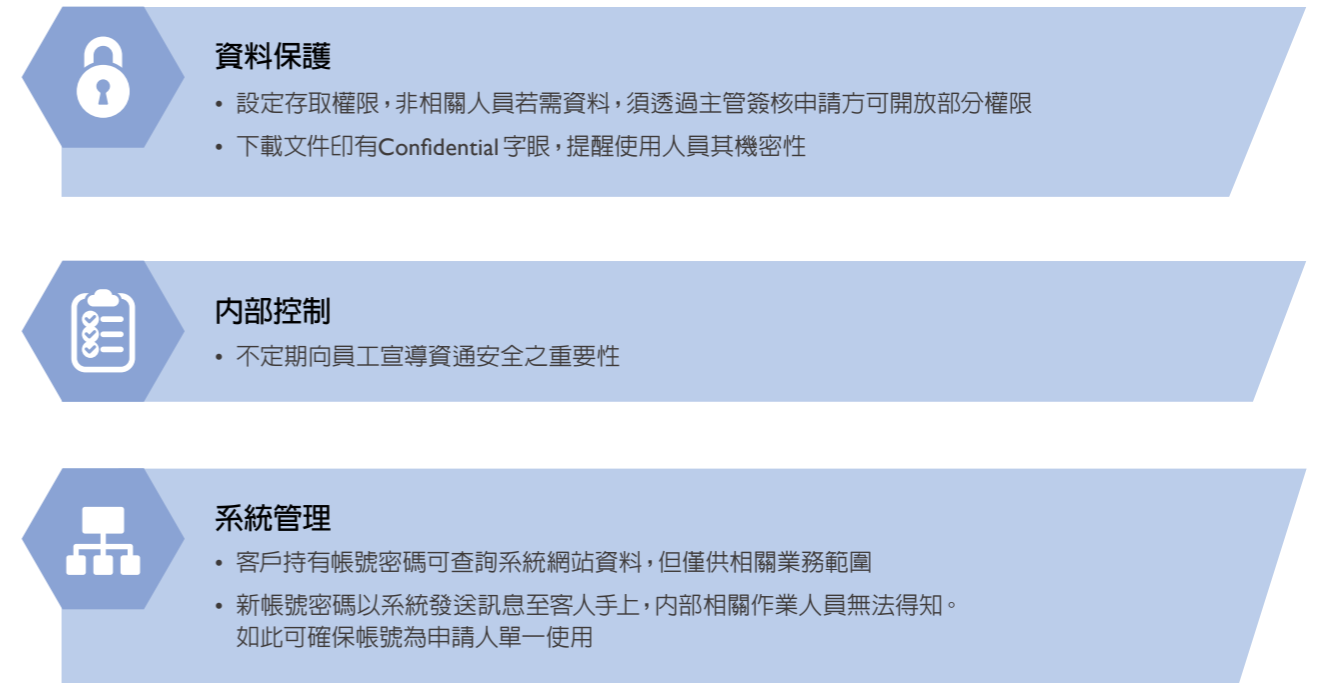 資料保護
• 設定存取權限，非相關人員若需資料，須透過主管簽核申請方可開放部分權限
• 下載文件印有Confidential字眼，提醒使用人員其機密性
內部控制
• 不定期向員工宣導資通安全之重要性
系統管理
• 客戶持有帳號密碼可查詢系統網站資料，但僅供相關業務範圍
• 新帳號密碼以系統發送訊息至客人手上，內部相關作業人員無法得知。
如此可確保帳號為申請人單一使用